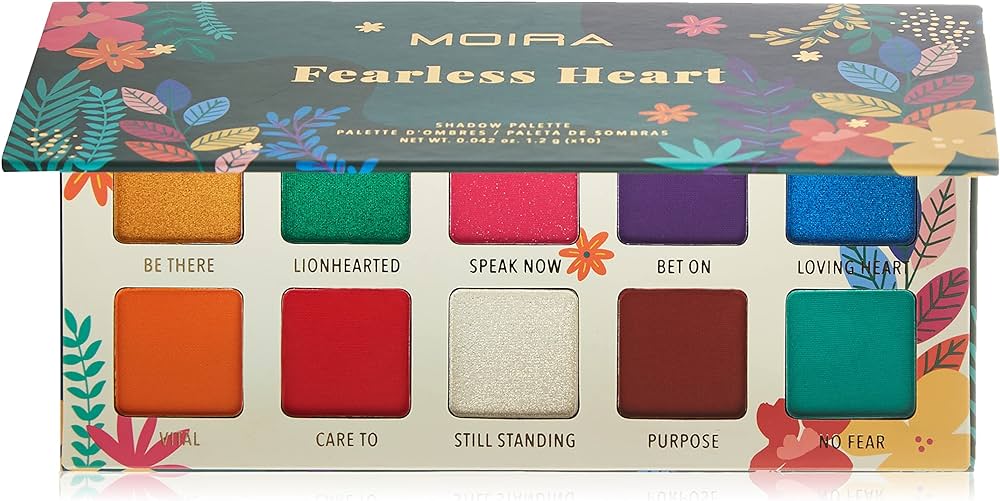 MOIRA
Fearless Heart
SHADOW PALETTE
PALETTE D'OMBRES / PALETA DE SOMBRAS
NET WT. 0.042 oz. 1.2 g (x10)
BE THERE
LIONHEARTED
SPEAK NOW
BET ON
LOVING HEART
VITAL
CARE TO
STILL STANDING
PURPOSE
NO FEAR